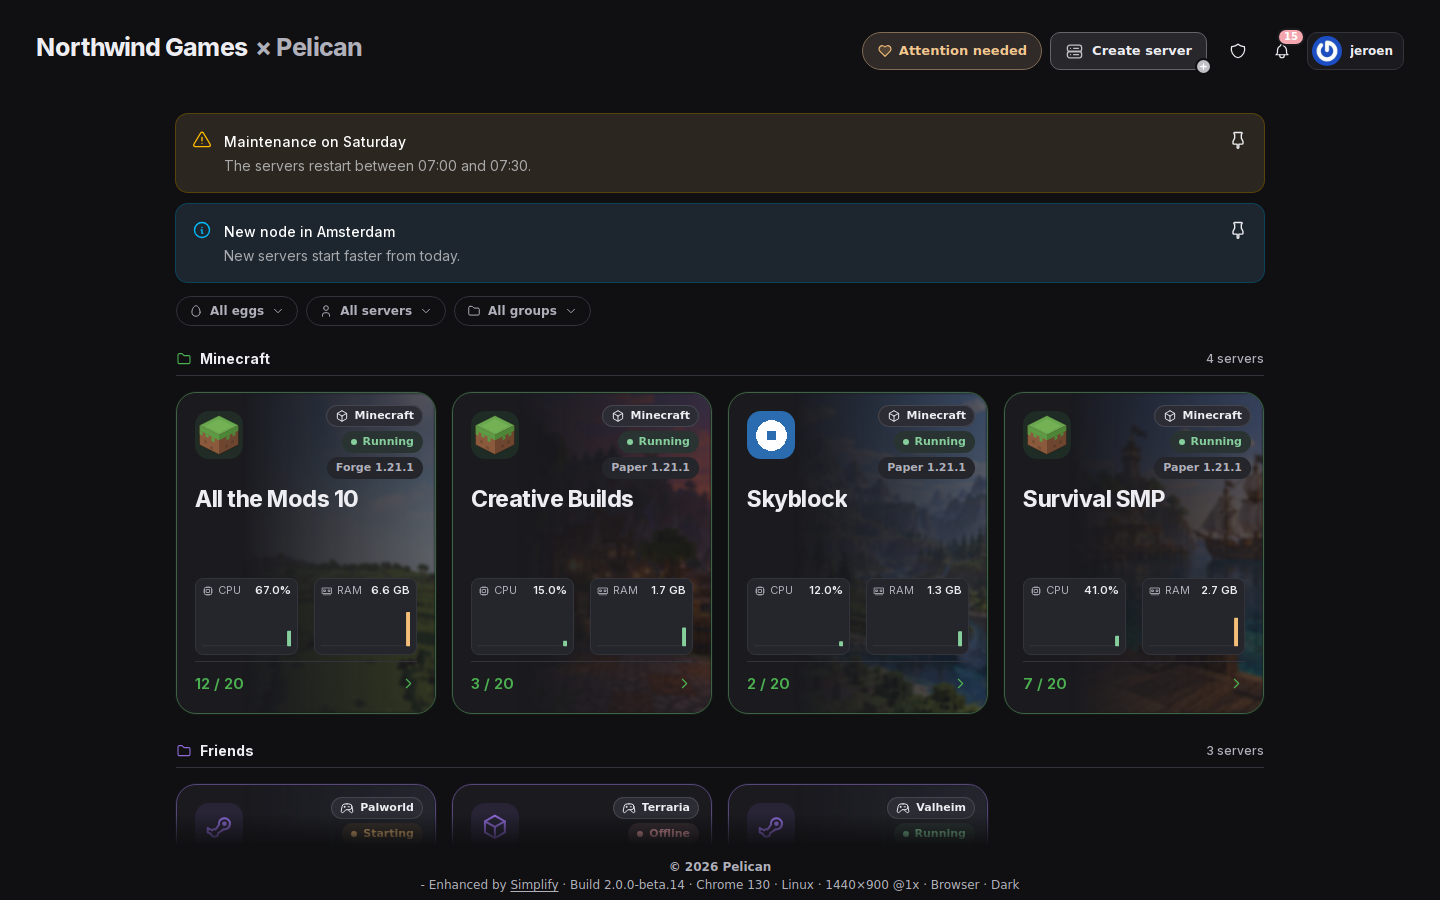 Northwind Games × Pelican
Attention needed
Create server
15
jeroen
Maintenance on Saturday
The servers restart between 07:00 and 07:30.
New node in Amsterdam
New servers start faster from today.
All eggs
All servers
All groups
Minecraft
4 servers
Minecraft
Running
Forge 1.21.1
All the Mods 10
CPU 67.0%
RAM 6.6 GB
12 / 20
Minecraft
Running
Paper 1.21.1
Creative Builds
CPU 15.0%
RAM 1.7 GB
3 / 20
Minecraft
Running
Paper 1.21.1
Skyblock
CPU 12.0%
RAM 1.3 GB
2 / 20
Minecraft
Running
Paper 1.21.1
Survival SMP
CPU 41.0%
RAM 2.7 GB
7 / 20
Friends
3 servers
Palworld
Starting
Terraria
Offline
Valheim
Running
© 2026 Pelican
- Enhanced by Simplify · Build 2.0.0-beta.14 · Chrome 130 · Linux · 1440×900 @1x · Browser · Dark